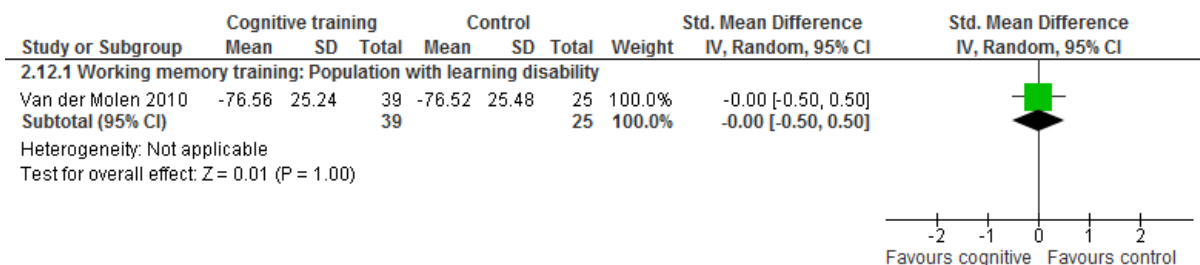 Cognitive training Control Std. Mean Difference Std. Mean Difference
Study or Subgroup Mean SD Total Mean SD Total Weight IV, Random, 95% CI IV, Random, 95% CI
2.12.1 Working memory training: Population with learning disability
Van der Molen 2010 -76.56 25.24 39 -76.52 25.48 25 100.0% -0.00 [-0.50, 0.50]
Subtotal (95% CI) 39 25 100.0% -0.00 [-0.50, 0.50]
Heterogeneity: Not applicable
Test for overall effect: Z = 0.01 (P = 1.00)
-2 -1 0 1 2
Favours cognitive Favours control